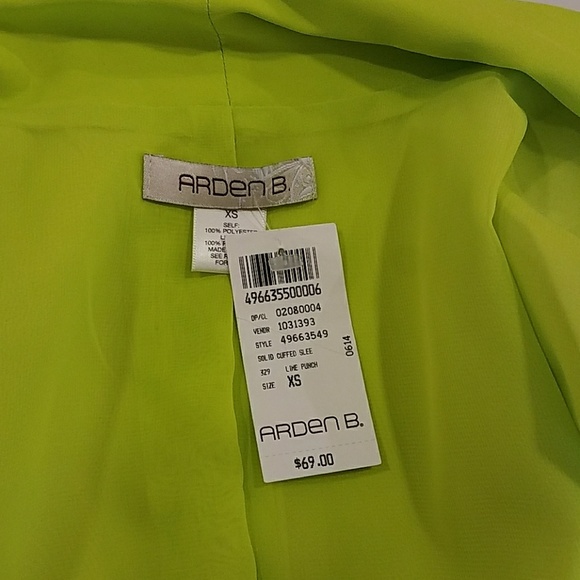 ARDEN B.
XS
SELF:
100% POLYESTER
100%
MADE
SEE
FOR
496635500006
DP/CL 02080004
VENDR 1031393
STYLE 49663549
SOLID CUFFED SLEE
329 LIME PUNCH
SIZE XS
0614
ARDEN B.
$69.00